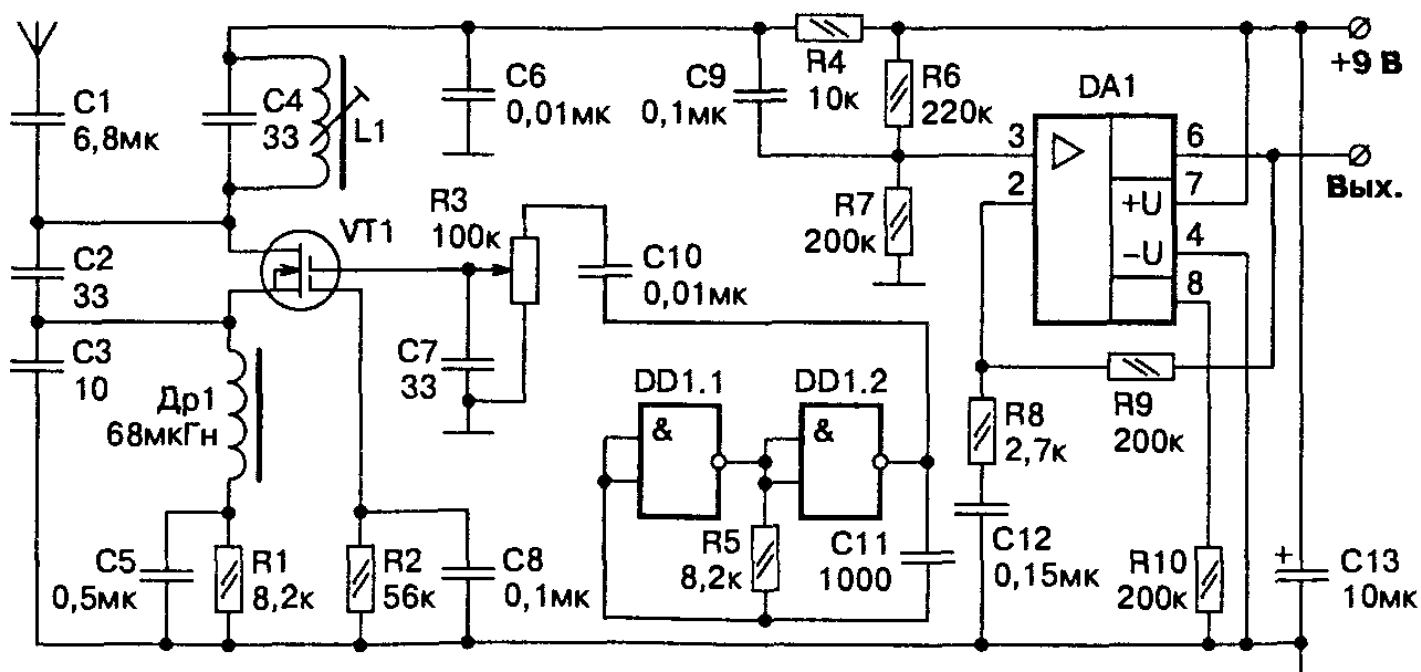 C1
6,8мк
C4
33
L1
C6
0,01мк
C9
0,1мк
R4
10к
R6
220к
+9 В
DA1
3
2
6
7
4
8
+U
−U
Вых.
R7
200к
C2
33
VT1
R3
100к
C10
0,01мк
C3
10
Др1
68мкГн
C7
33
DD1.1
&
DD1.2
&
R8
2,7к
R9
200к
C5
0,5мк
R1
8,2к
R2
56к
C8
0,1мк
R5
8,2к
C11
1000
C12
0,15мк
R10
200к
+
C13
10мк